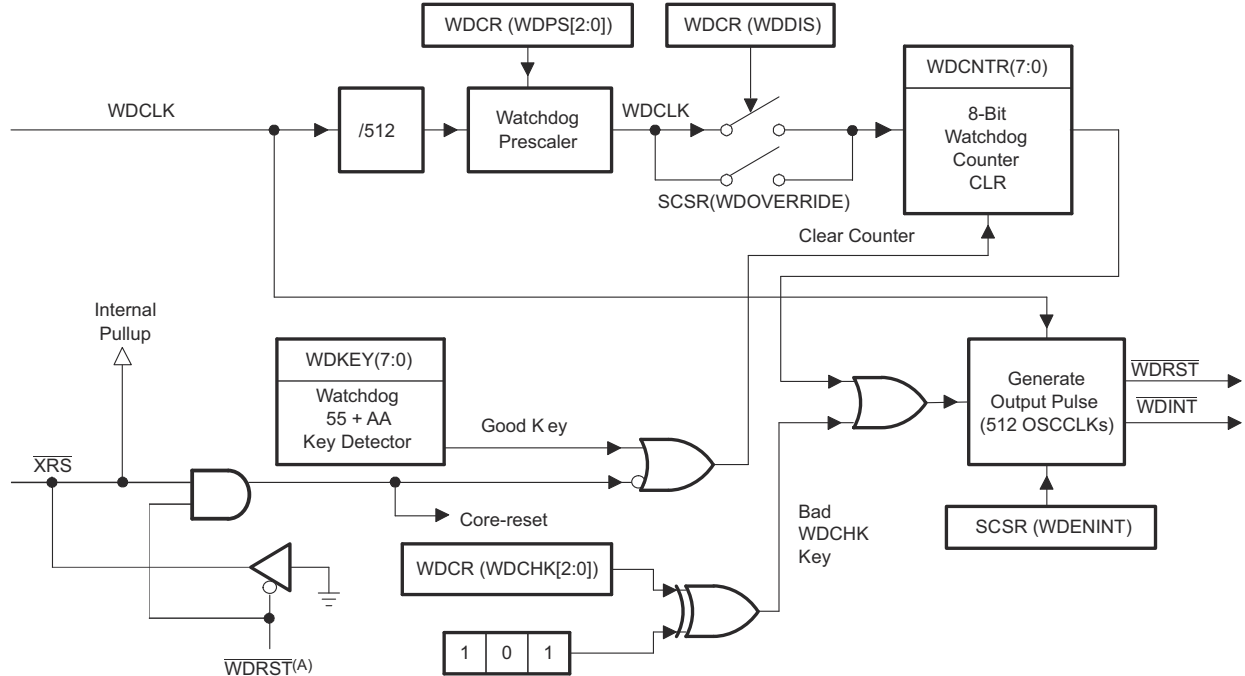 WDCR (WDPS[2:0])
WDCR (WDDIS)
WDCNTR(7:0)
WDCLK
/512
Watchdog
Prescaler
WDCLK
8-Bit
Watchdog
Counter
CLR
SCSR(WDOVERRIDE)
Clear Counter
Internal
Pullup
WDKEY(7:0)
Watchdog
55 + AA
Key Detector
Good Key
Generate
Output Pulse
(512 OSCCLKs)
WDRST
WDINT
XRS
Core-reset
Bad
WDCHK
Key
SCSR (WDENINT)
WDCR (WDCHK[2:0])
WDRST(A)
1 0 1